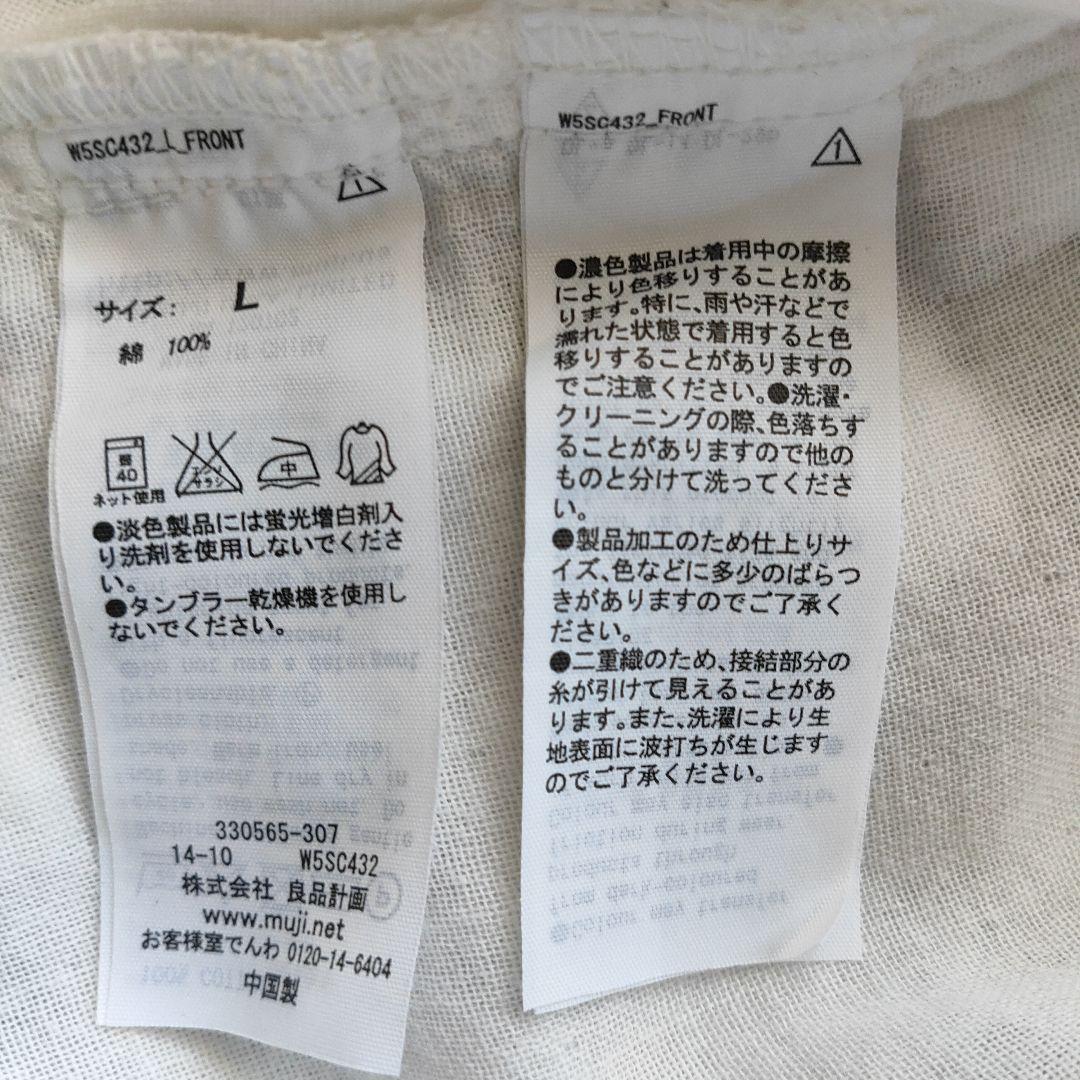 W5SC432_L_FRONT
1
サイズ: L
綿 100%
弱
40
ネット使用
エンソ
サラシ
中
●淡色製品には蛍光増白剤入
り洗剤を使用しないでくださ
い。
●タンブラー乾燥機を使用し
ないでください。
330565-307
14-10 W5SC432
株式会社 良品計画
www.muji.net
お客様室でんわ 0120-14-6404
中国製
W5SC432_FRONT
1
●濃色製品は着用中の摩擦
により色移りすることがあ
ります。特に、雨や汗などで
濡れた状態で着用すると色
移りすることがありますの
でご注意ください。●洗濯・
クリーニングの際、色落ちす
ることがありますので他の
ものと分けて洗ってくださ
い。
●製品加工のため仕上りサ
イズ、色などに多少のばらつ
きがありますのでご了承く
ださい。
●二重織のため、接結部分の
糸が引けて見えることがあ
ります。また、洗濯により生
地表面に波打ちが生じます
のでご了承ください。